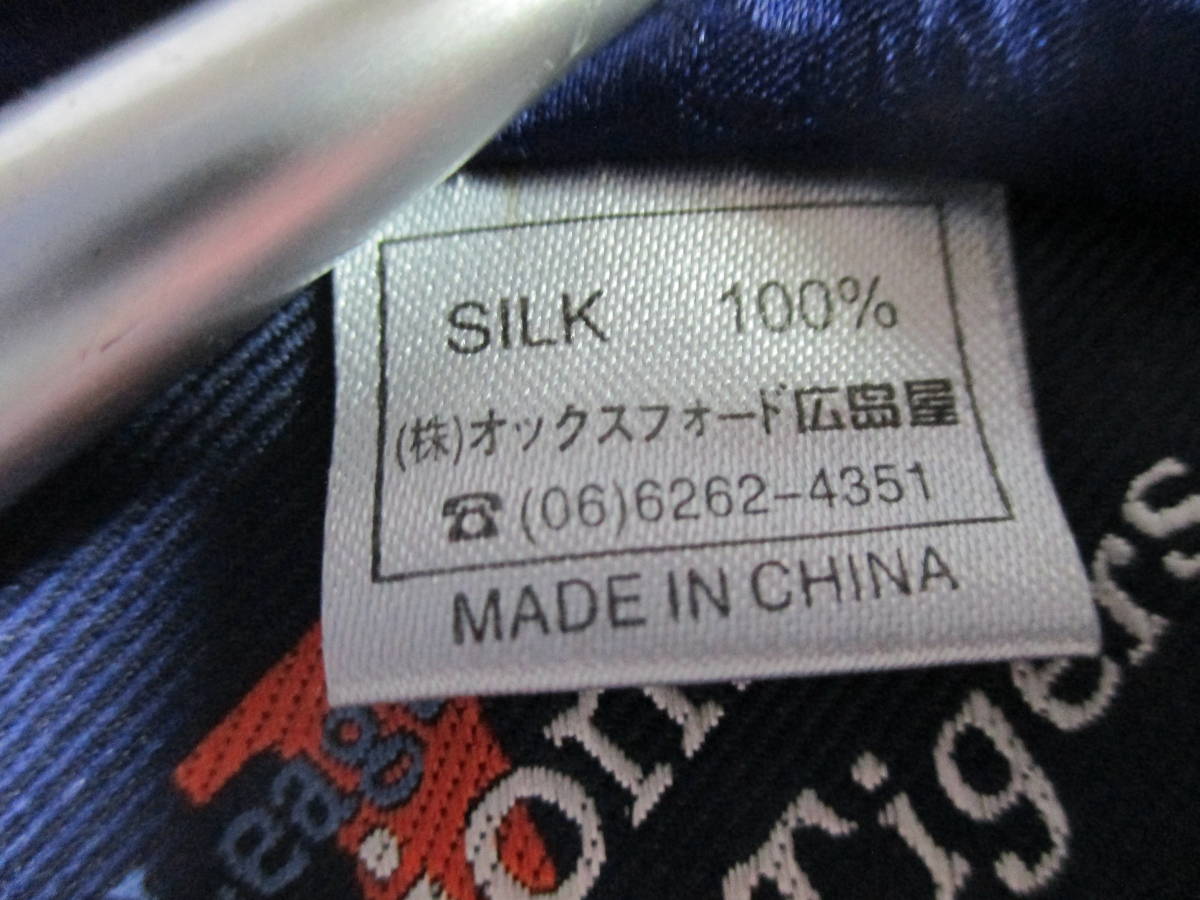 SILK 100%
(株)オックスフォード広島屋
☎(06)6262-4351
MADE IN CHINA